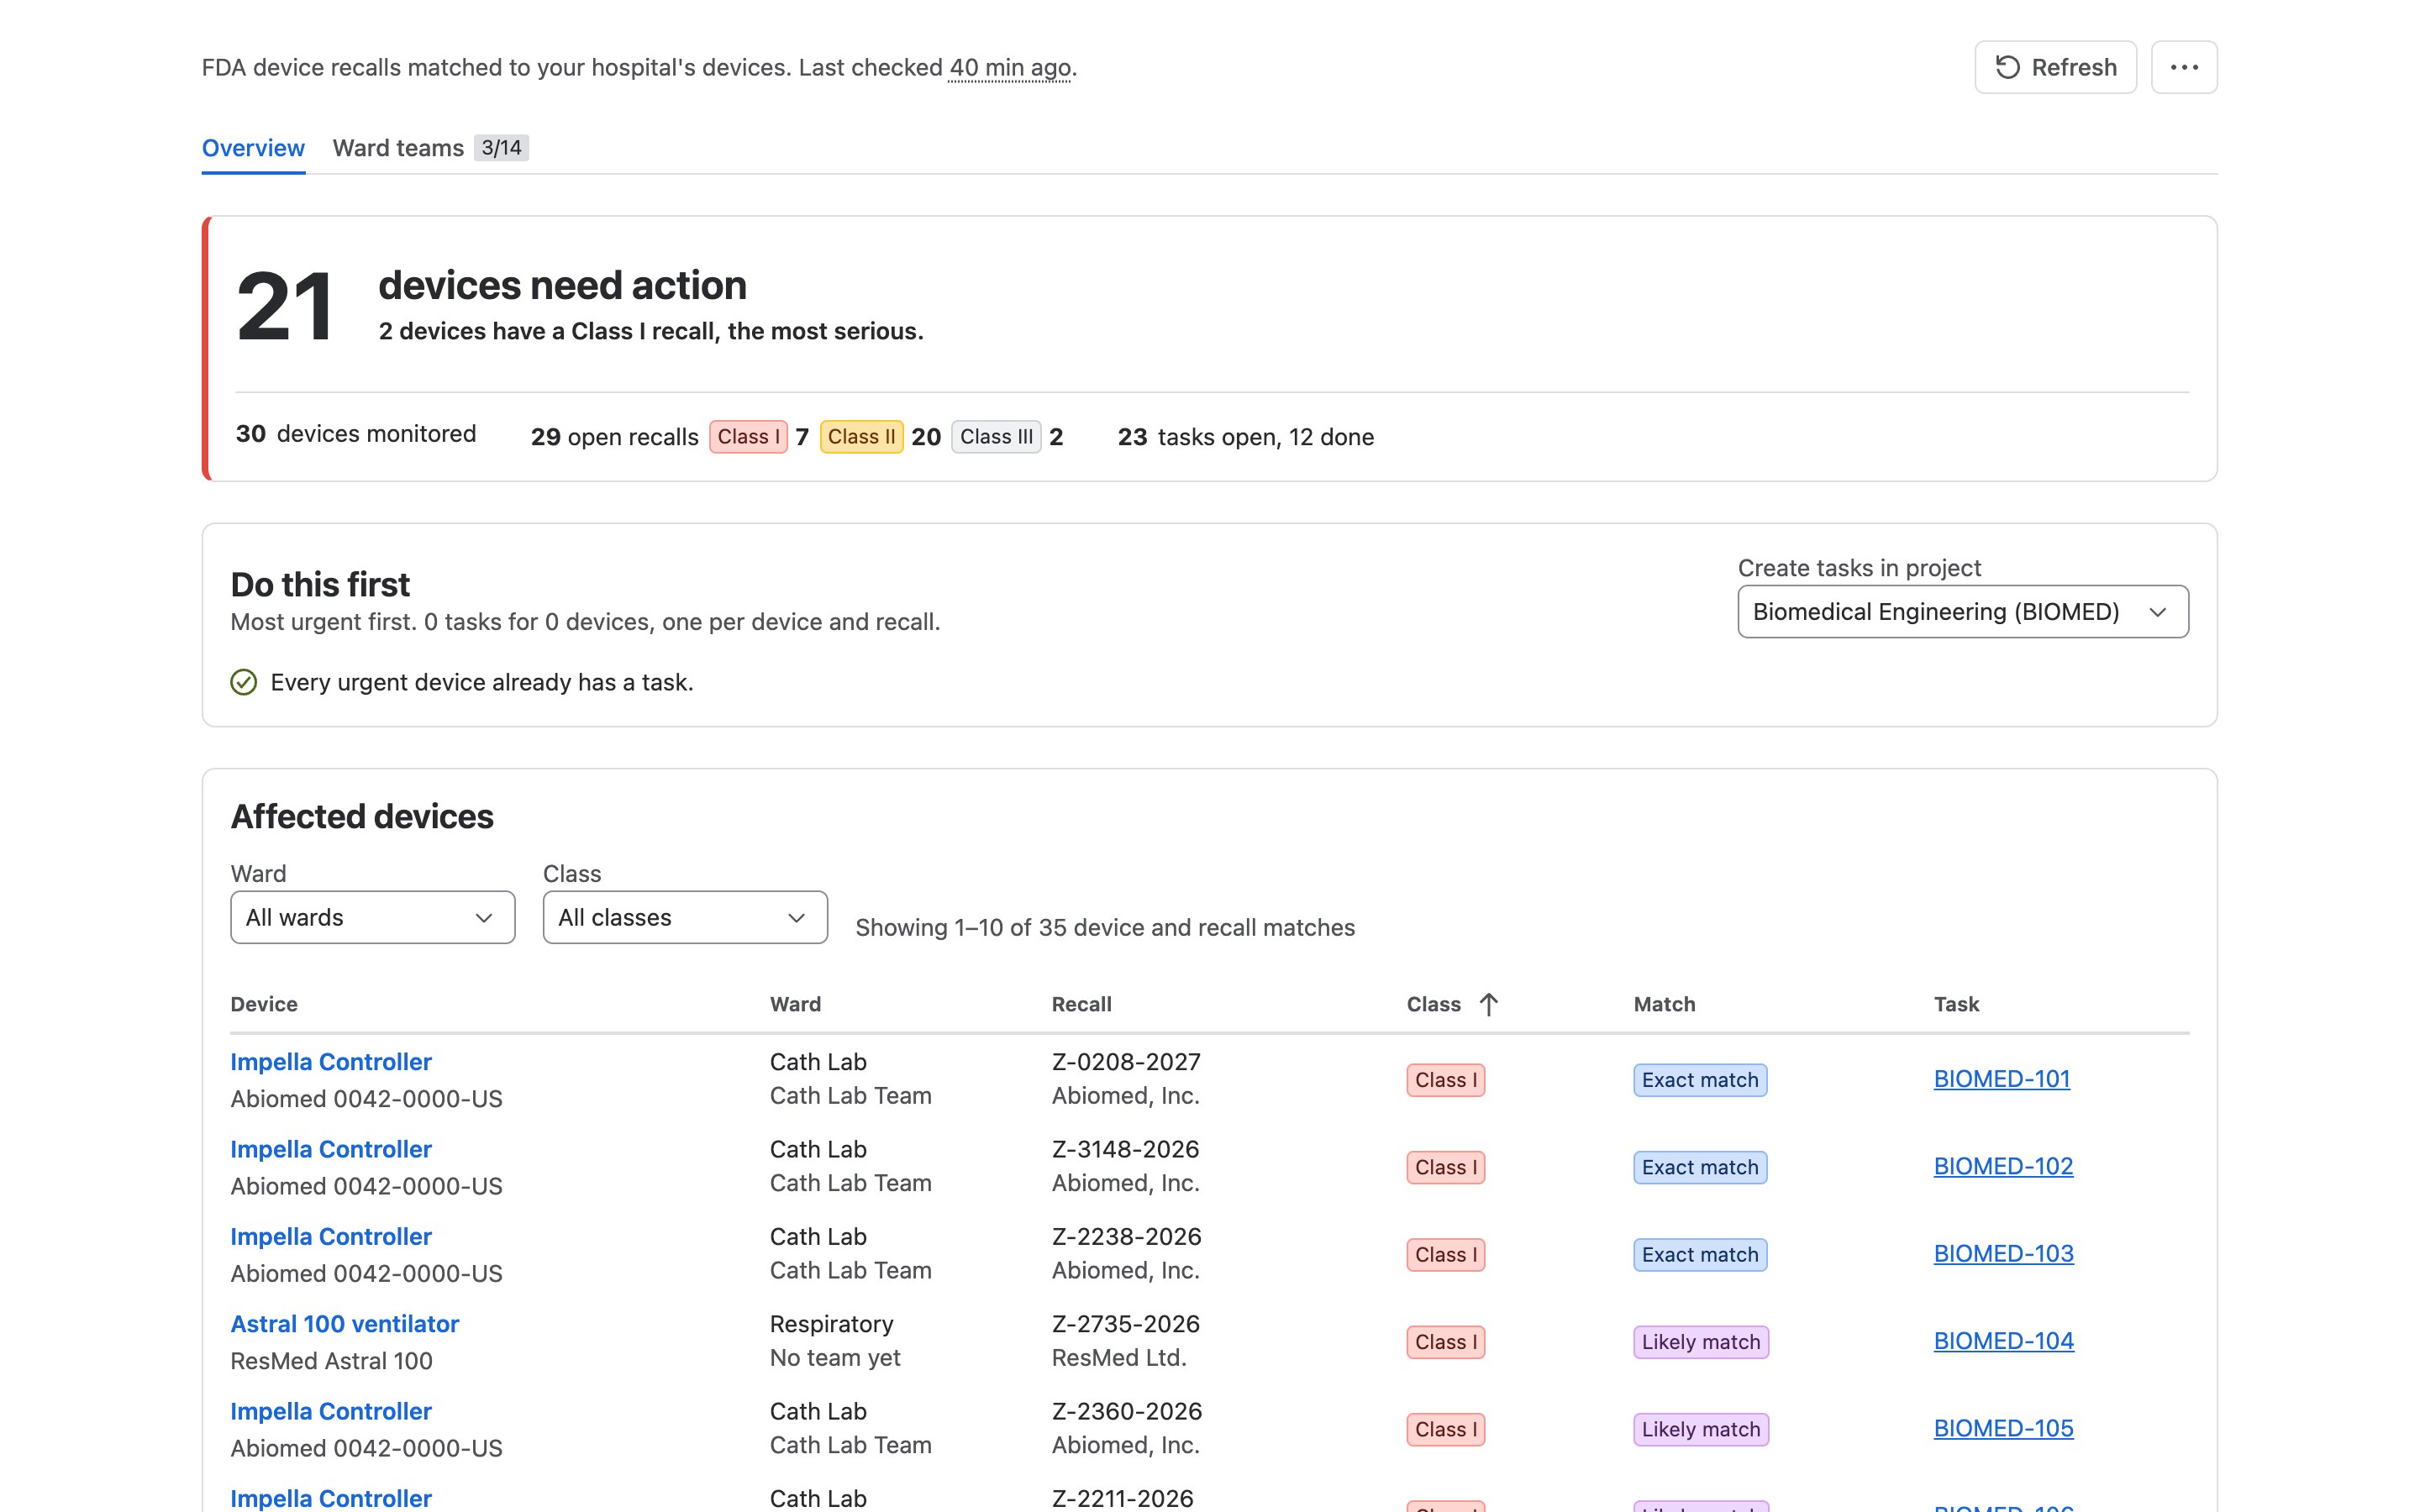 FDA device recalls matched to your hospital's devices. Last checked 40 min ago.
Refresh
Overview
Ward teams 3/14
21
devices need action
2 devices have a Class I recall, the most serious.
30 devices monitored
29 open recalls Class I 7 Class II 20 Class III 2
23 tasks open, 12 done
Do this first
Most urgent first. 0 tasks for 0 devices, one per device and recall.
Create tasks in project
Biomedical Engineering (BIOMED)
Every urgent device already has a task.
Affected devices
Ward
All wards
Class
All classes
Showing 1–10 of 35 device and recall matches
Device Ward Recall Class Match Task
Impella Controller Cath Lab Z-0208-2027 Class I Exact match BIOMED-101
Abiomed 0042-0000-US Cath Lab Team Abiomed, Inc.
Impella Controller Cath Lab Z-3148-2026 Class I Exact match BIOMED-102
Abiomed 0042-0000-US Cath Lab Team Abiomed, Inc.
Impella Controller Cath Lab Z-2238-2026 Class I Exact match BIOMED-103
Abiomed 0042-0000-US Cath Lab Team Abiomed, Inc.
Astral 100 ventilator Respiratory Z-2735-2026 Class I Likely match BIOMED-104
ResMed Astral 100 No team yet ResMed Ltd.
Impella Controller Cath Lab Z-2360-2026 Class I Likely match BIOMED-105
Abiomed 0042-0000-US Cath Lab Team Abiomed, Inc.
Impella Controller Cath Lab Z-2211-2026